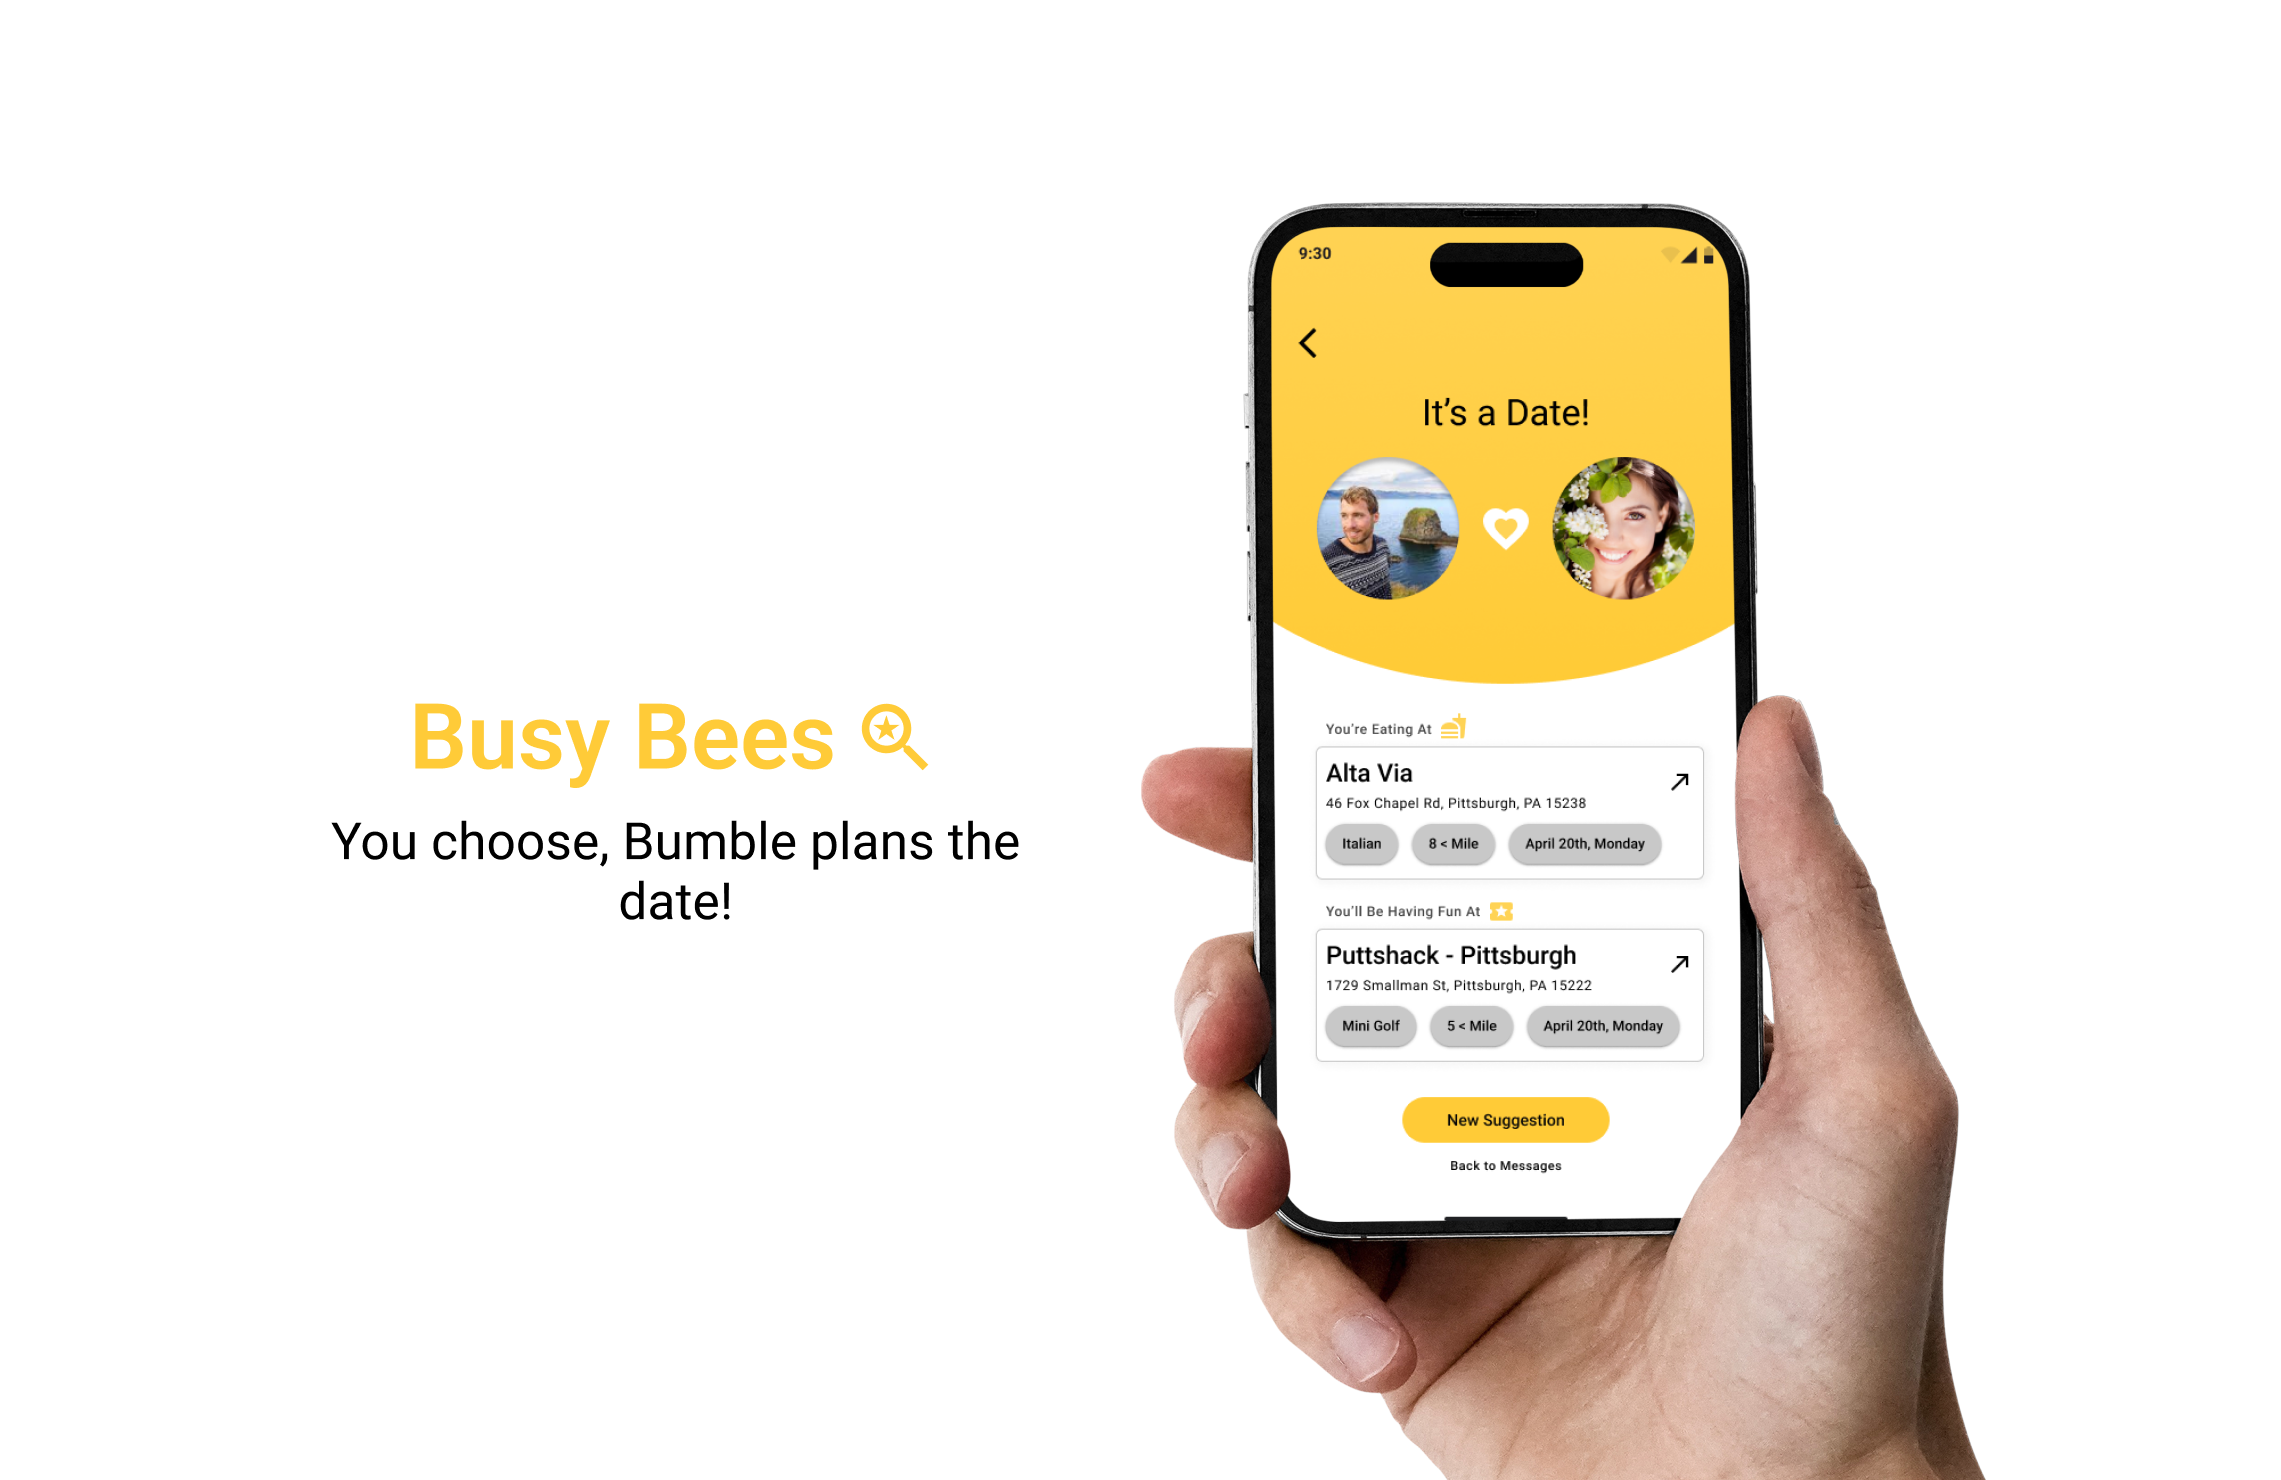 Busy Bees
You choose, Bumble plans the
date!
9:30
It's a Date!
You're Eating At
Alta Via
46 Fox Chapel Rd, Pittsburgh, PA 15238
Italian 8 < Mile April 20th, Monday
You'll Be Having Fun At
Puttshack - Pittsburgh
1729 Smallman St, Pittsburgh, PA 15222
Mini Golf 5 < Mile April 20th, Monday
New Suggestion
Back to Messages